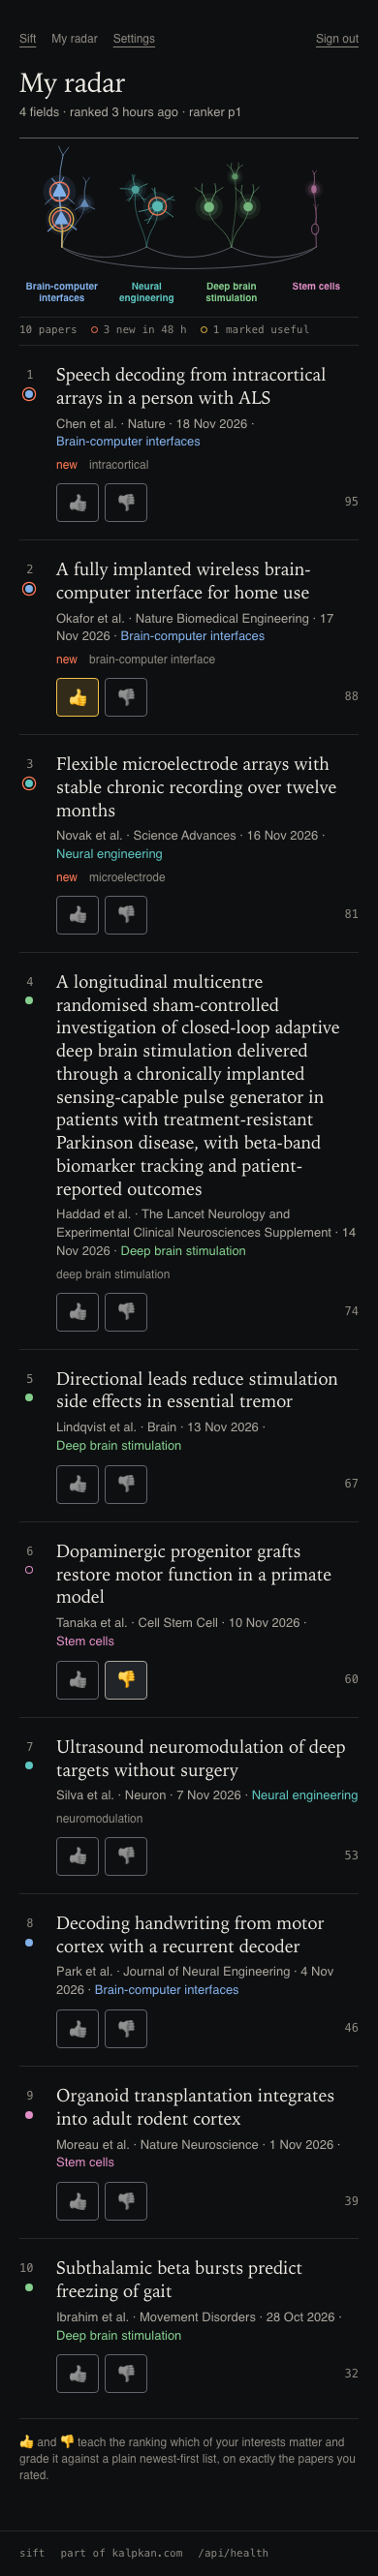 Sift My radar Settings Sign out
My radar
4 fields · ranked 3 hours ago · ranker p1
Brain-computer
interfaces
Neural
engineering
Deep brain
stimulation
Stem cells
10 papers 3 new in 48 h 1 marked useful
1
Speech decoding from intracortical
arrays in a person with ALS
Chen et al. · Nature · 18 Nov 2026 ·
Brain-computer interfaces
new intracortical
95
2
A fully implanted wireless brain-
computer interface for home use
Okafor et al. · Nature Biomedical Engineering · 17
Nov 2026 · Brain-computer interfaces
new brain-computer interface
88
3
Flexible microelectrode arrays with
stable chronic recording over twelve
months
Novak et al. · Science Advances · 16 Nov 2026 ·
Neural engineering
new microelectrode
81
4
A longitudinal multicentre
randomised sham-controlled
investigation of closed-loop adaptive
deep brain stimulation delivered
through a chronically implanted
sensing-capable pulse generator in
patients with treatment-resistant
Parkinson disease, with beta-band
biomarker tracking and patient-
reported outcomes
Haddad et al. · The Lancet Neurology and
Experimental Clinical Neurosciences Supplement · 14
Nov 2026 · Deep brain stimulation
deep brain stimulation
74
5
Directional leads reduce stimulation
side effects in essential tremor
Lindqvist et al. · Brain · 13 Nov 2026 ·
Deep brain stimulation
67
6
Dopaminergic progenitor grafts
restore motor function in a primate
model
Tanaka et al. · Cell Stem Cell · 10 Nov 2026 ·
Stem cells
60
7
Ultrasound neuromodulation of deep
targets without surgery
Silva et al. · Neuron · 7 Nov 2026 · Neural engineering
neuromodulation
53
8
Decoding handwriting from motor
cortex with a recurrent decoder
Park et al. · Journal of Neural Engineering · 4 Nov
2026 · Brain-computer interfaces
46
9
Organoid transplantation integrates
into adult rodent cortex
Moreau et al. · Nature Neuroscience · 1 Nov 2026 ·
Stem cells
39
10
Subthalamic beta bursts predict
freezing of gait
Ibrahim et al. · Movement Disorders · 28 Oct 2026 ·
Deep brain stimulation
32
👍 and 👎 teach the ranking which of your interests matter and
grade it against a plain newest-first list, on exactly the papers you
rated.
sift part of kalpkan.com /api/health